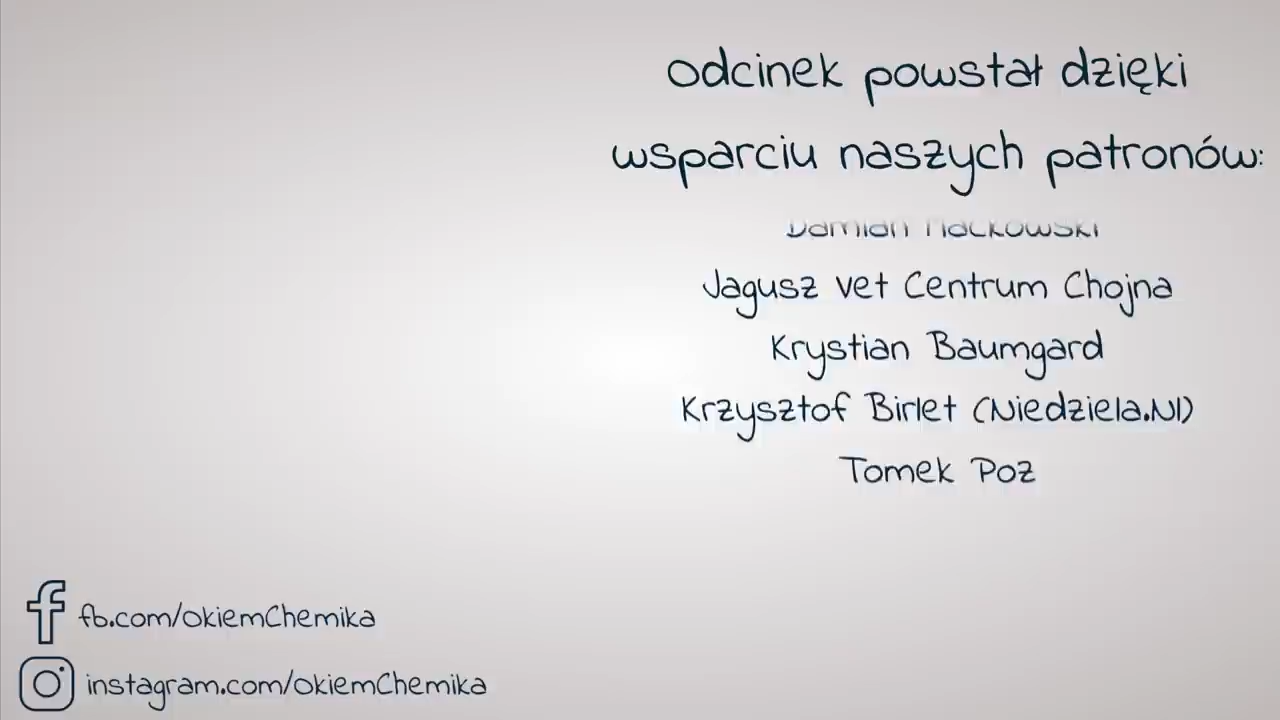 Odcinek powstał dzięki
wsparciu naszych patronów:
Damian
Jagusz Vet Centrum Chojna
Krystian Baumgard
Krzysztof Birlet (Niedziela.Nl)
Tomek Poz
fb.com/OkiemChemika
instagram.com/OkiemChemika